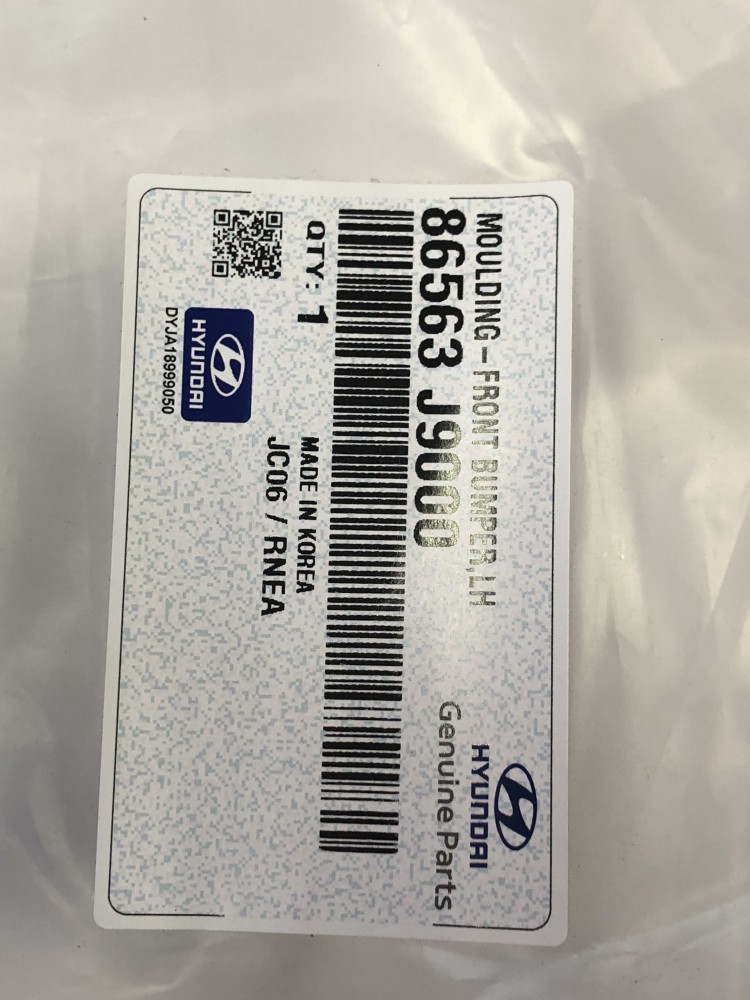 MOULDING-FRONT BUMPER,LH
86563 J9000
HYUNDAI
Genuine Parts
QTY: 1
MADE IN KOREA
JC06 / RNEA
HYUNDAI
DYJA18999050